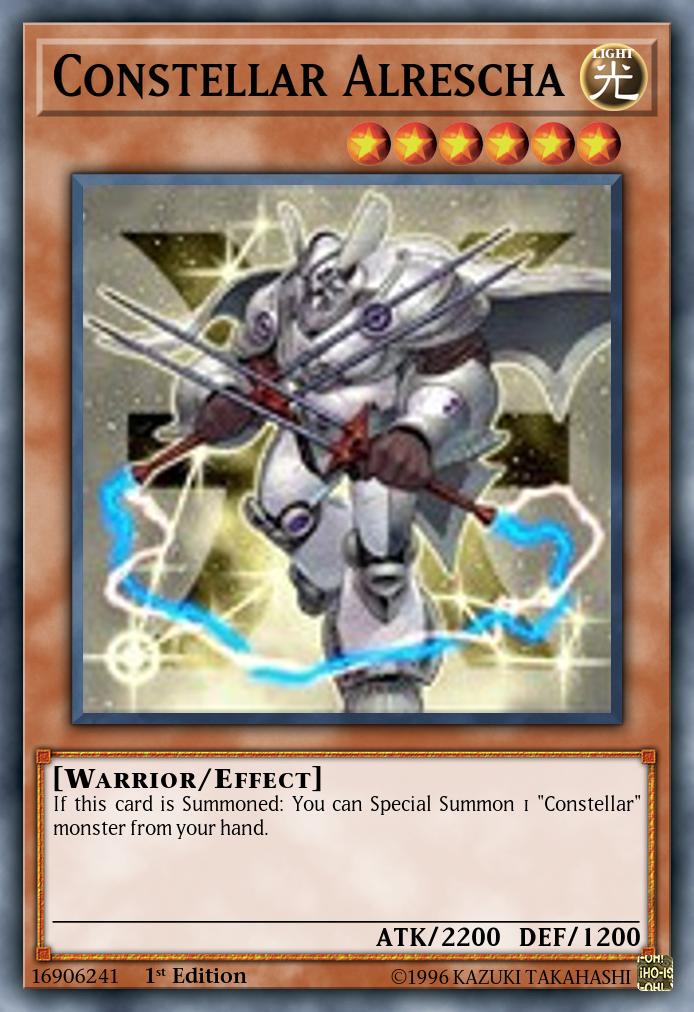 Constellar Alrescha
LIGHT
光
[Warrior/Effect]
If this card is Summoned: You can Special Summon 1 "Constellar"
monster from your hand.
ATK/2200 DEF/1200
16906241 1st Edition ©1996 KAZUKI TAKAHASHI